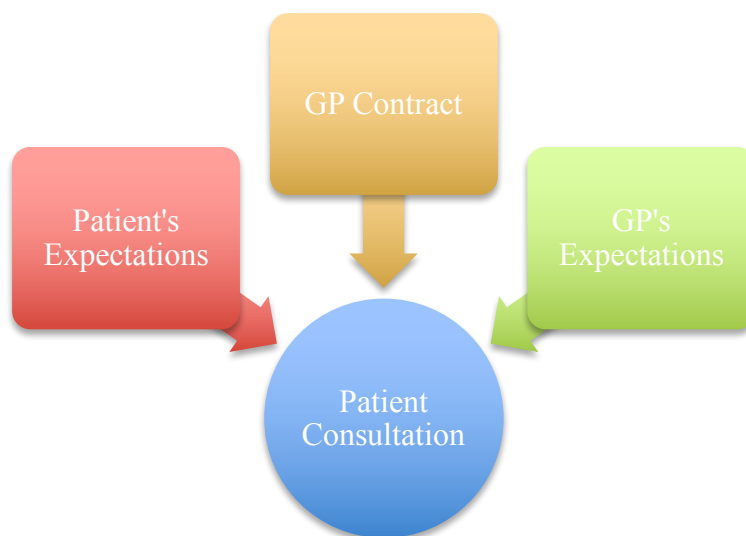 GP Contract
Patient's
Expectations
GP's
Expectations
Patient
Consultation